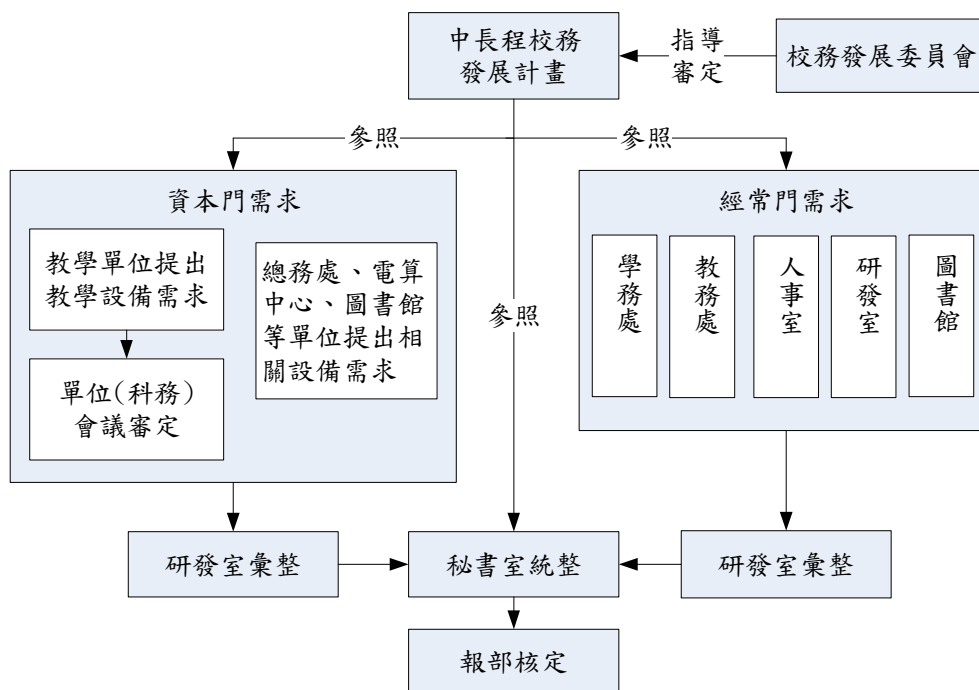 中長程校務
發展計畫
指導
審定
校務發展委員會
參照
參照
資本門需求
教學單位提出
教學設備需求
單位(科務)
會議審定
總務處、電算
中心、圖書館
等單位提出相
關設備需求
參照
經常門需求
學務處
教務處
人事室
研發室
圖書館
研發室彙整
秘書室統整
研發室彙整
報部核定